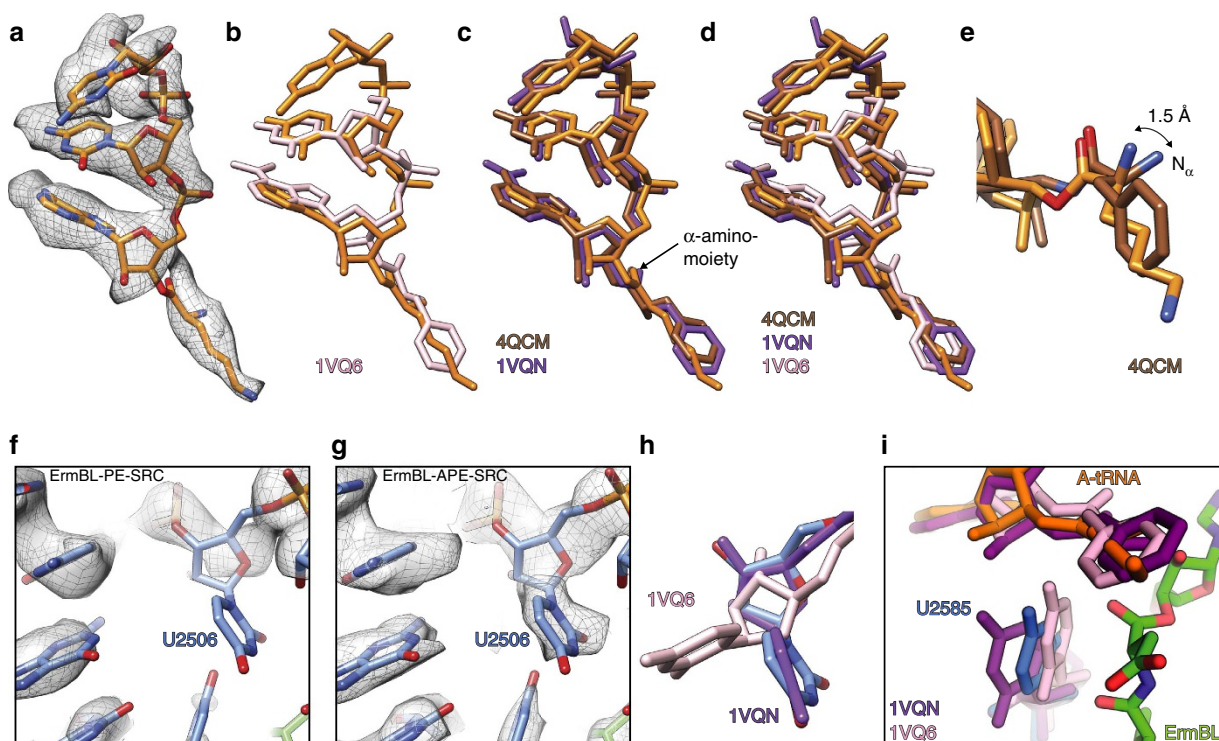 a
b
c
d
e
1VQ6
α-amino-
moiety
4QCM
1VQN
4QCM
1VQN
1VQ6
1.5 Å
Nα
4QCM
f
g
h
i
ErmBL-PE-SRC
U2506
ErmBL-APE-SRC
U2506
1VQ6
1VQN
A-tRNA
U2585
1VQN
1VQ6
ErmBL